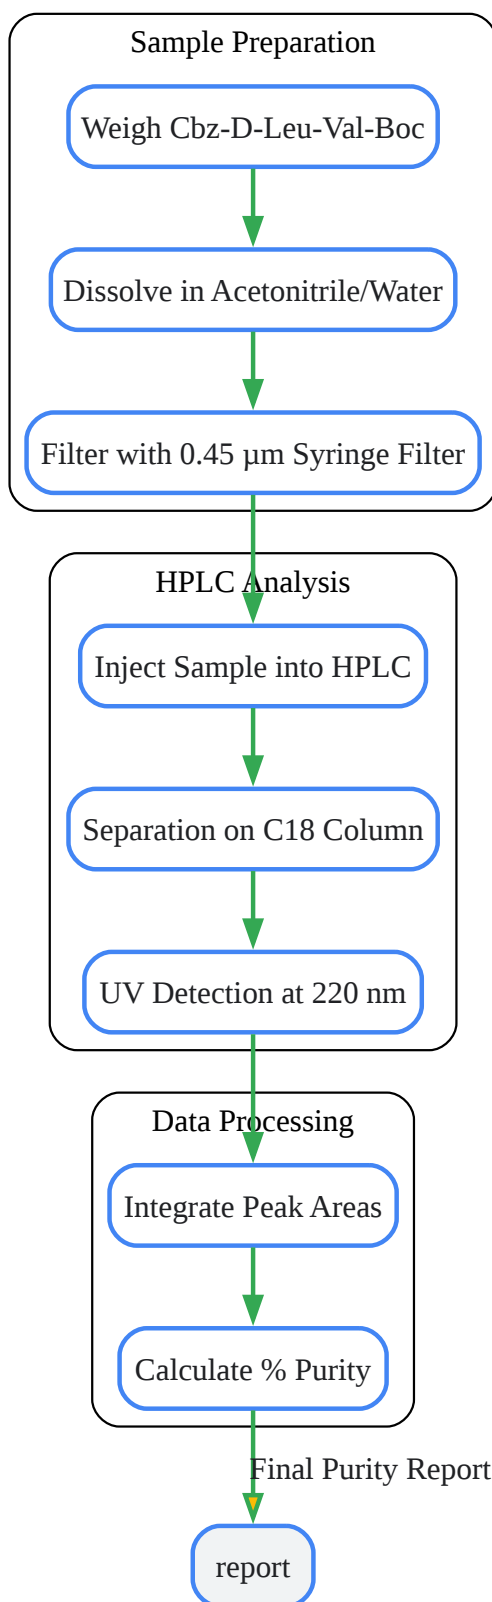 Sample Preparation
Weigh Cbz-D-Leu-Val-Boc
Dissolve in Acetonitrile/Water
Filter with 0.45 µm Syringe Filter
HPLC Analysis
Inject Sample into HPLC
Separation on C18 Column
UV Detection at 220 nm
Data Processing
Integrate Peak Areas
Calculate % Purity
Final Purity Report
report